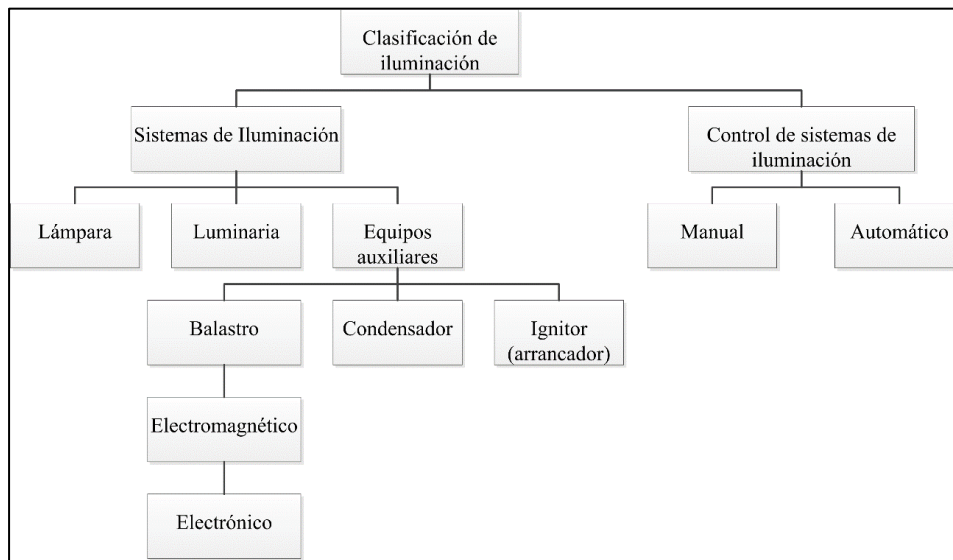 Clasificación de
iluminación
Sistemas de Iluminación
Control de sistemas de
iluminación
Lámpara
Luminaria
Equipos
auxiliares
Manual
Automático
Balastro
Condensador
Ignitor
(arrancador)
Electromagnético
Electrónico